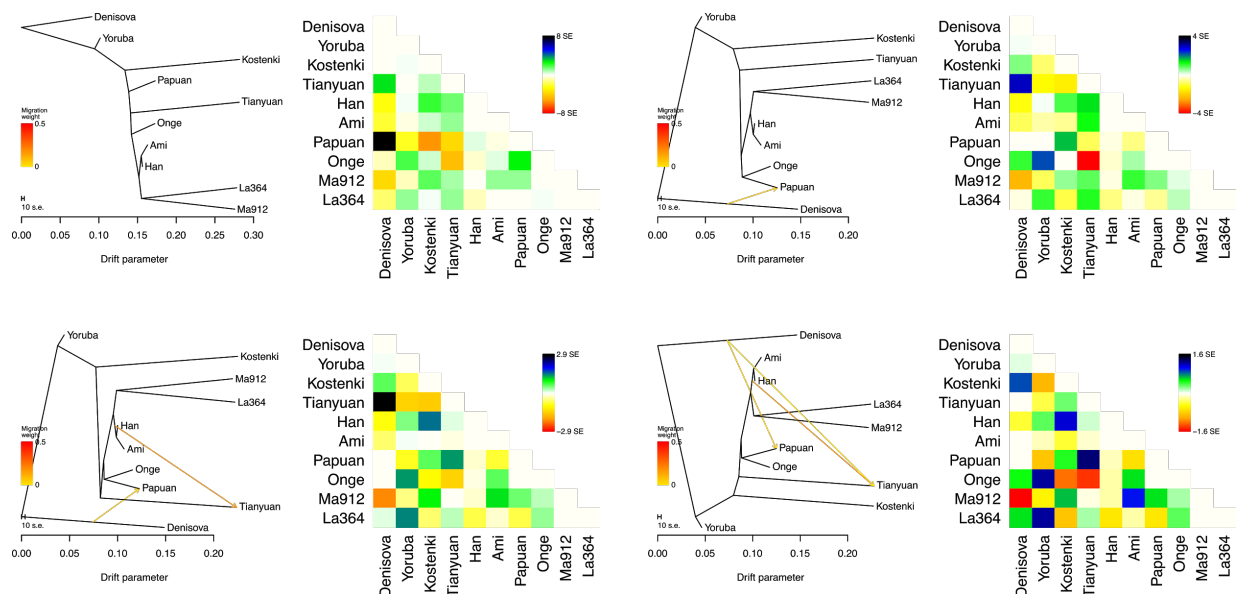 Denisova
Yoruba
Kostenki
Papuan
Tianyuan
Onge
Ami
Han
La364
Ma912
Migration
weight
0.5
0
10 s.e.
0.00 0.05 0.10 0.15 0.20 0.25 0.30
Drift parameter
Denisova
Yoruba
Kostenki
Tianyuan
Han
Ami
Papuan
Onge
Ma912
La364
8 SE
−8 SE
Denisova Yoruba Kostenki Tianyuan Han Ami Papuan Onge Ma912 La364
Yoruba
Kostenki
Tianyuan
La364
Ma912
Han
Ami
Onge
Papuan
Denisova
Migration
weight
0.5
0
10 s.e.
0.00 0.05 0.10 0.15 0.20
Drift parameter
Denisova
Yoruba
Kostenki
Tianyuan
Han
Ami
Papuan
Onge
Ma912
La364
4 SE
−4 SE
Denisova Yoruba Kostenki Tianyuan Han Ami Papuan Onge Ma912 La364
Yoruba
Kostenki
Ma912
La364
Han
Ami
Onge
Papuan
Tianyuan
Denisova
Migration
weight
0.5
0
10 s.e.
0.00 0.05 0.10 0.15 0.20
Drift parameter
Denisova
Yoruba
Kostenki
Tianyuan
Han
Ami
Papuan
Onge
Ma912
La364
2.9 SE
−2.9 SE
Denisova Yoruba Kostenki Tianyuan Han Ami Papuan Onge Ma912 La364
Denisova
Ami
Han
La364
Ma912
Papuan
Onge
Tianyuan
Kostenki
Yoruba
Migration
weight
0.5
0
10 s.e.
0.00 0.05 0.10 0.15 0.20
Drift parameter
Denisova
Yoruba
Kostenki
Tianyuan
Han
Ami
Papuan
Onge
Ma912
La364
1.6 SE
−1.6 SE
Denisova Yoruba Kostenki Tianyuan Han Ami Papuan Onge Ma912 La364